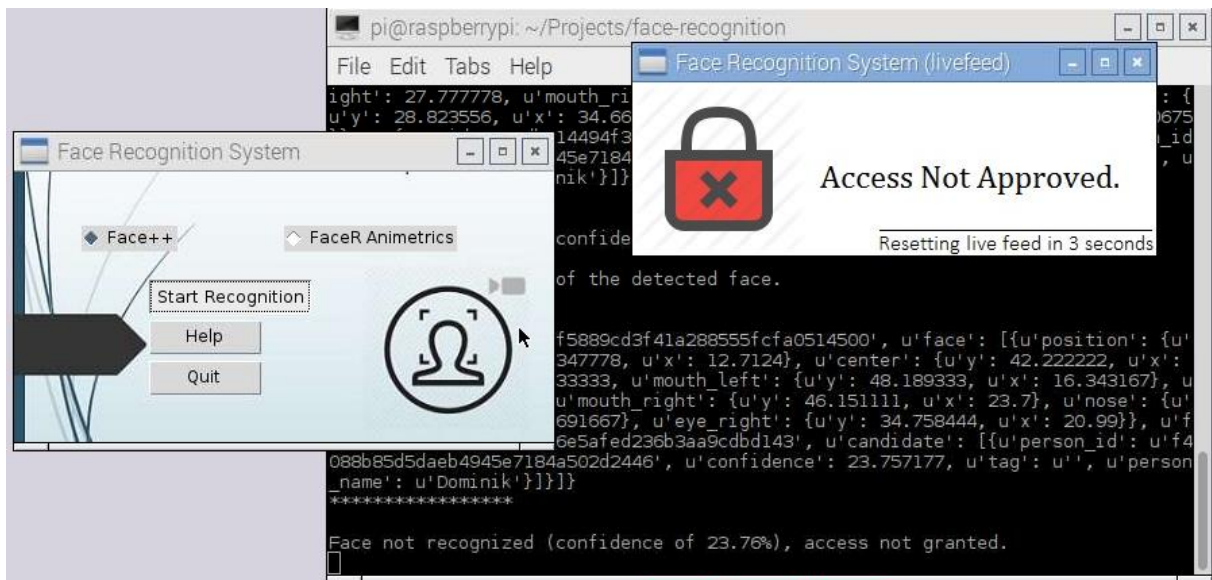 pi@raspberrypi: ~/Projects/face-recognition
File Edit Tabs Help
ight': 27.777778, u'mouth_ri : {
u'y': 28.823556, u'x': 34.66 0675
14494f3 _id
45e7184 , u
nik'}]}
confide
of the detected face.
f5889cd3f41a288555fcfa0514500', u'face': [{u'position': {u'
347778, u'x': 12.7124}, u'center': {u'y': 42.222222, u'x':
33333, u'mouth_left': {u'y': 48.189333, u'x': 16.343167}, u
u'mouth_right': {u'y': 46.151111, u'x': 23.7}, u'nose': {u'
691667}, u'eye_right': {u'y': 34.758444, u'x': 20.99}}, u'f
6e5afed236b3aa9cdbd143', u'candidate': [{u'person_id': u'f4
088b85d5daeb4945e7184a502d2446', u'confidence': 23.757177, u'tag': u'', u'person
_name': u'Dominik'}]}]}
*****************
Face not recognized (confidence of 23.76%), access not granted.
Face Recognition System (livefeed)
Access Not Approved.
Resetting live feed in 3 seconds
Face Recognition System
Face++ FaceR Animetrics
Start Recognition
Help
Quit